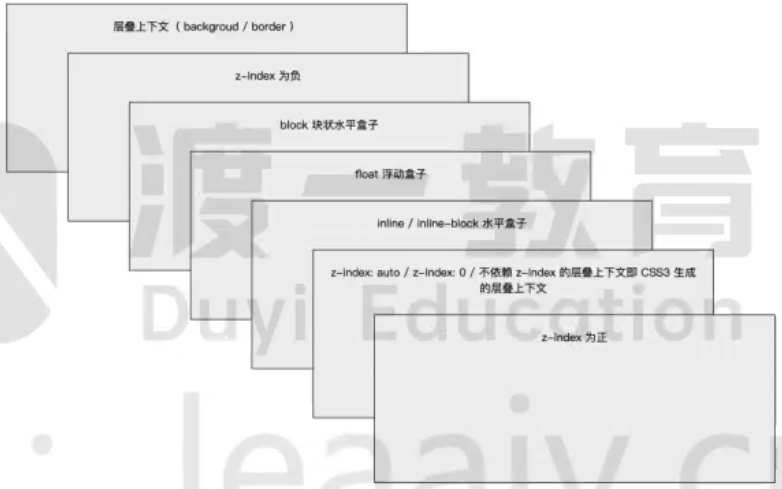 层叠上下文 ( backgroud / border )
z-index 为负
block 块状水平盒子
float 浮动盒子
inline / inline-block 水平盒子
z-index: auto / z-index: 0 / 不依赖 z-index 的层叠上下文即 CSS3 生成
的层叠上下文
z-index 为正
渡一教育
Duyi Education